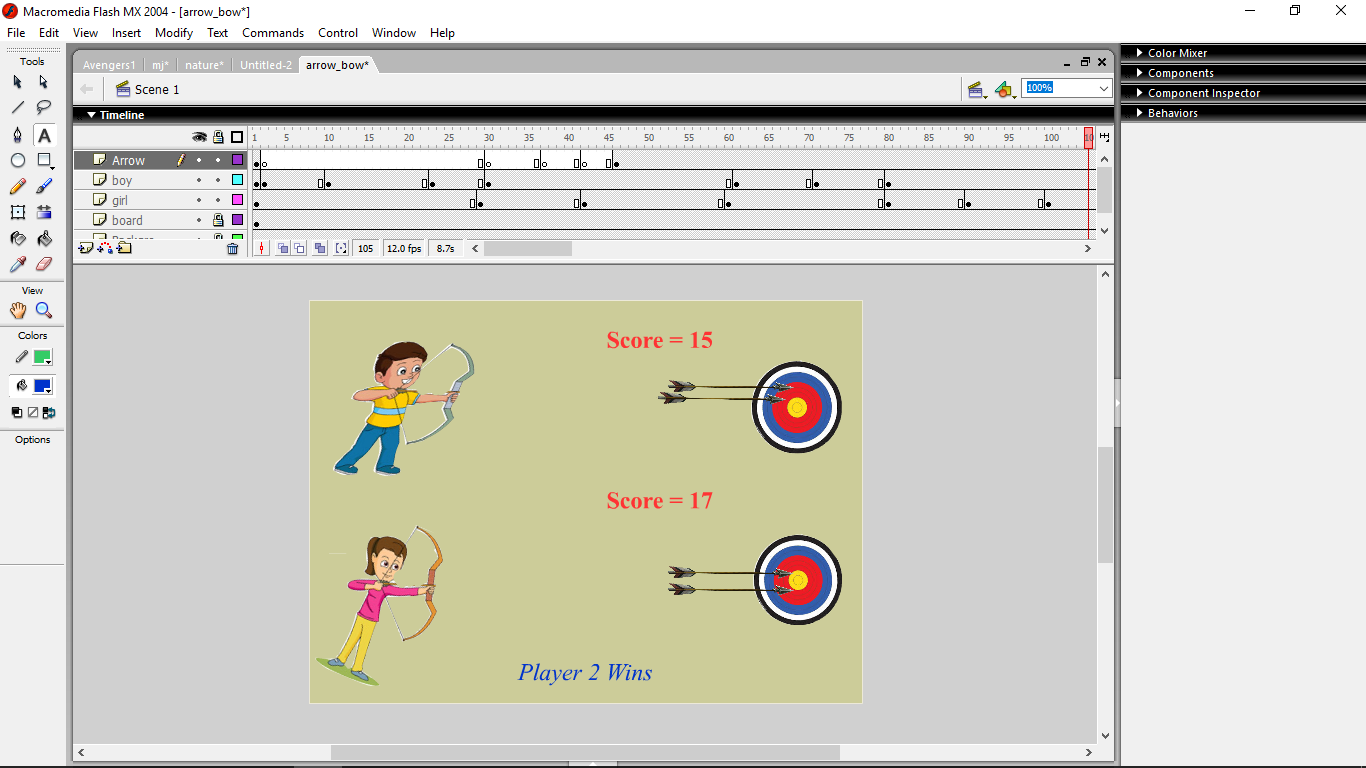 Macromedia Flash MX 2004 - [arrow_bow*]
File Edit View Insert Modify Text Commands Control Window Help
Tools
Avengers1 mj* nature* Untitled-2 arrow_bow*
Scene 1
100%
Timeline
1 5 10 15 20 25 30 35 40 45 50 55 60 65 70 75 80 85 90 95 100 10
Arrow
boy
girl
board
105 12.0 fps 8.7s
View
Colors
Options
Color Mixer
Components
Component Inspector
Behaviors
Score = 15
Score = 17
Player 2 Wins